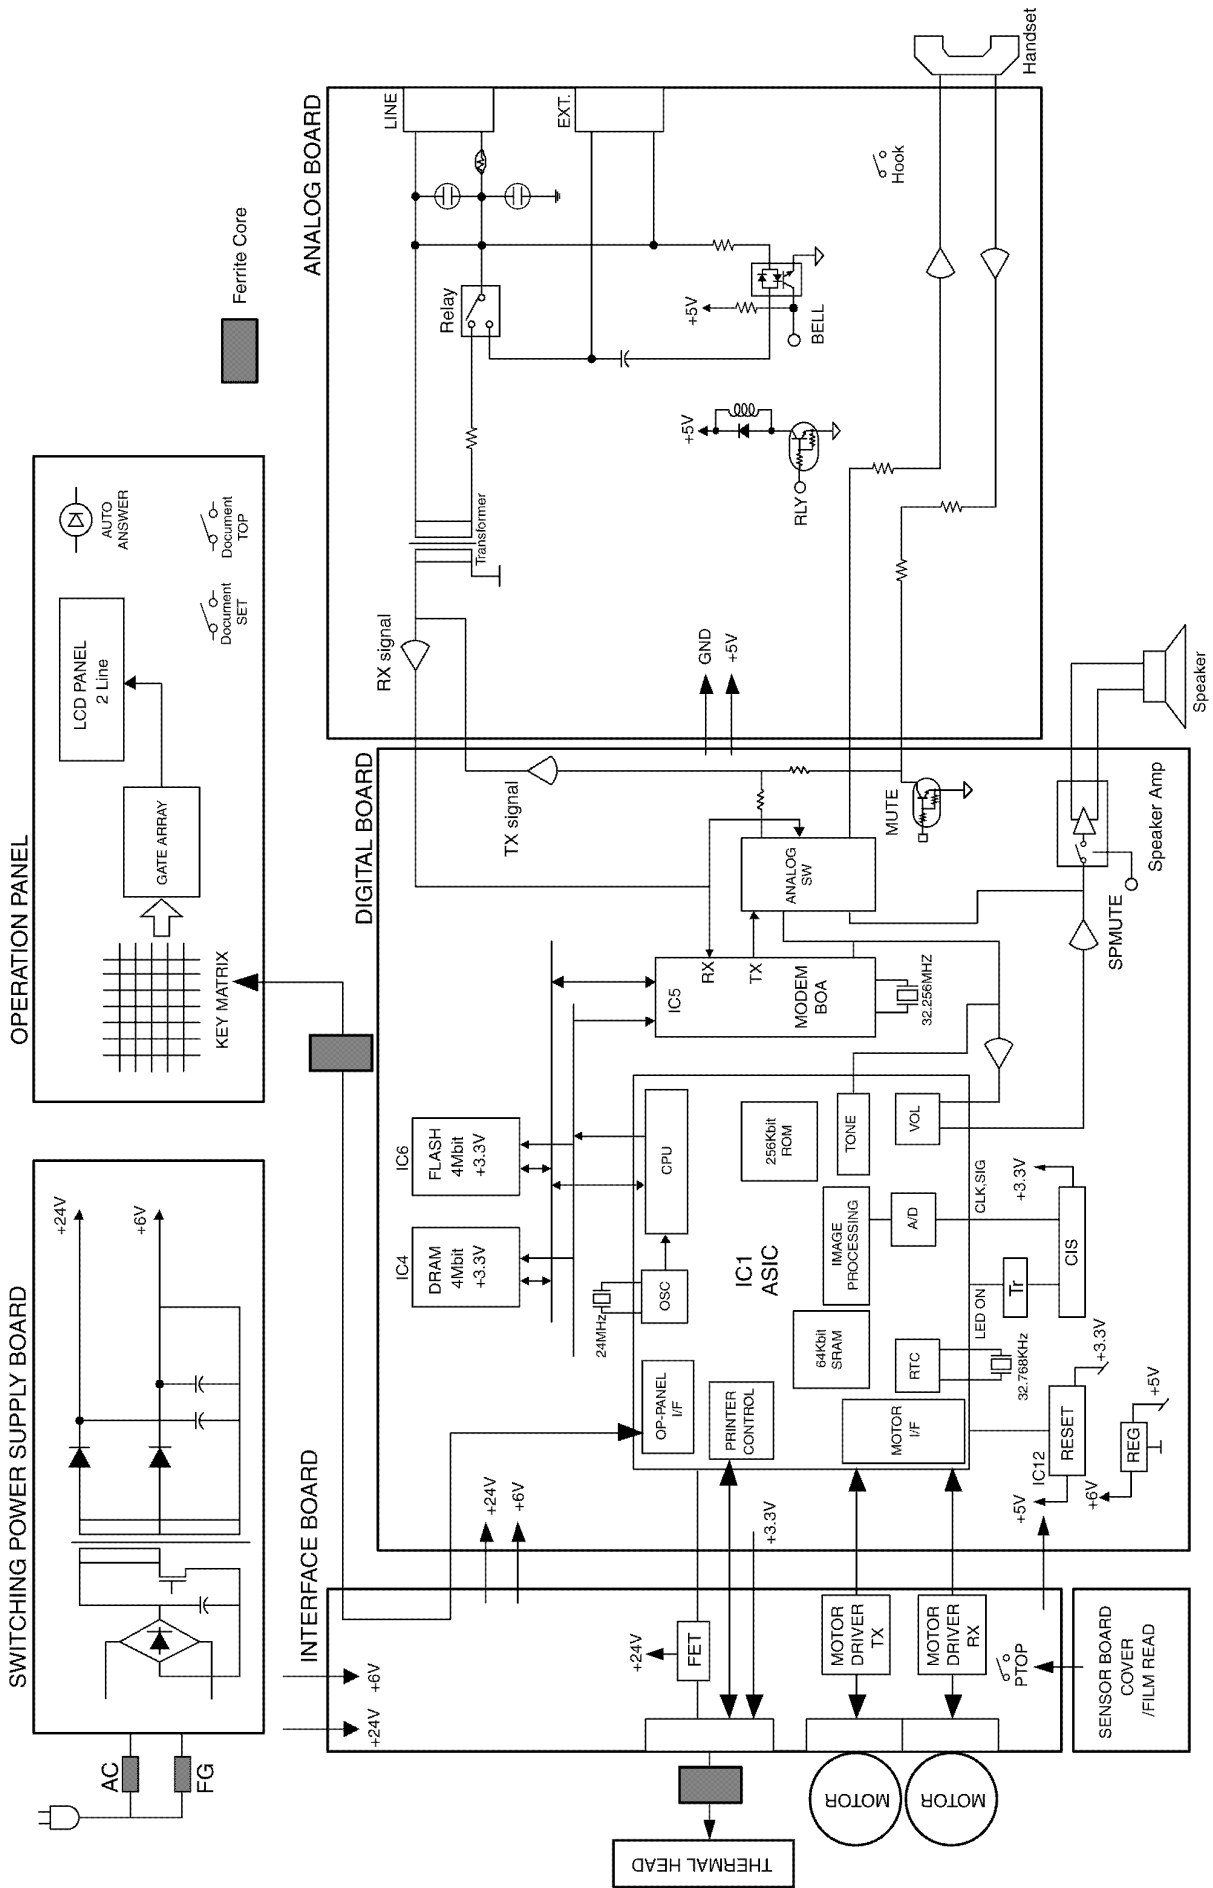 SWITCHING POWER SUPPLY BOARD
+24V
+6V
AC
FG
OPERATION PANEL
KEY MATRIX
GATE ARRAY
LCD PANEL
2 Line
AUTO
ANSWER
Document
SET
Document
TOP
Ferrite Core
INTERFACE BOARD
+24V
+6V
+24V
FET
MOTOR
DRIVER
TX
MOTOR
DRIVER
RX
PTOP
THERMAL HEAD
MOTOR
MOTOR
SENSOR BOARD
COVER
/FILM READ
DIGITAL BOARD
+24V
+6V
+3.3V
+5V
IC4
DRAM
4Mbit
+3.3V
IC6
FLASH
4Mbit
+3.3V
24MHz
OSC
CPU
OP-PANEL
I/F
PRINTER
CONTROL
MOTOR
I/F
IC1
ASIC
64Kbit
SRAM
RTC
32.768KHz
IMAGE
PROCESSING
A/D
256Kbit
ROM
TONE
VOL
LED ON
CLK,SIG
Tr
CIS
+3.3V
IC12
RESET
+3.3V
+6V
REG
+5V
IC5
RX
TX
MODEM
BOA
32.256MHZ
ANALOG
SW
TX signal
MUTE
SPMUTE
Speaker Amp
Speaker
ANALOG BOARD
RX signal
GND
+5V
Transformer
Relay
LINE
EXT.
+5V
RLY
+5V
BELL
Hook
Handset